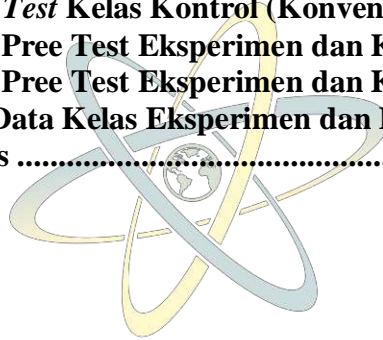 Test Kelas Kontrol (Konven
Pree Test Eksperimen dan K
Pree Test Eksperimen dan K
Data Kelas Eksperimen dan
s ................................................